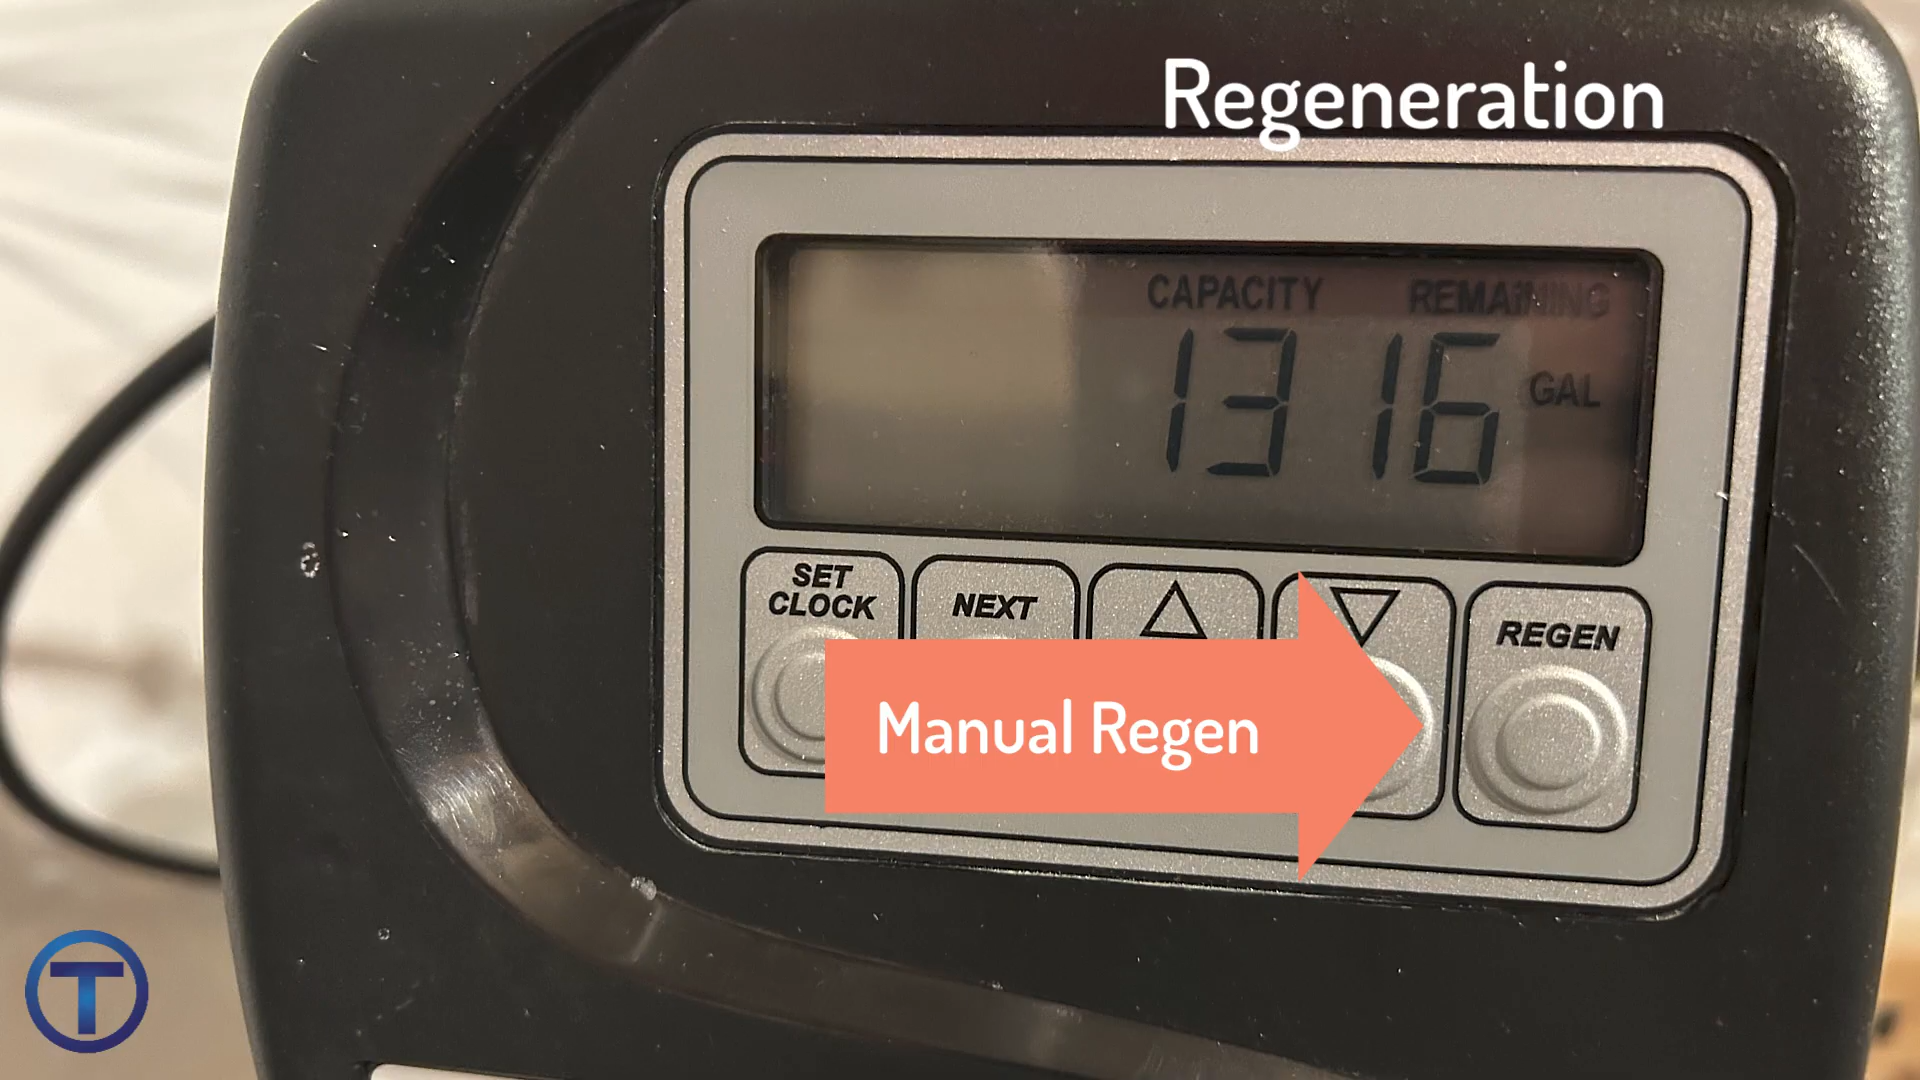 Regeneration
CAPACITY REMAINING
1316 GAL
SET
CLOCK
NEXT
REGEN
Manual Regen
T